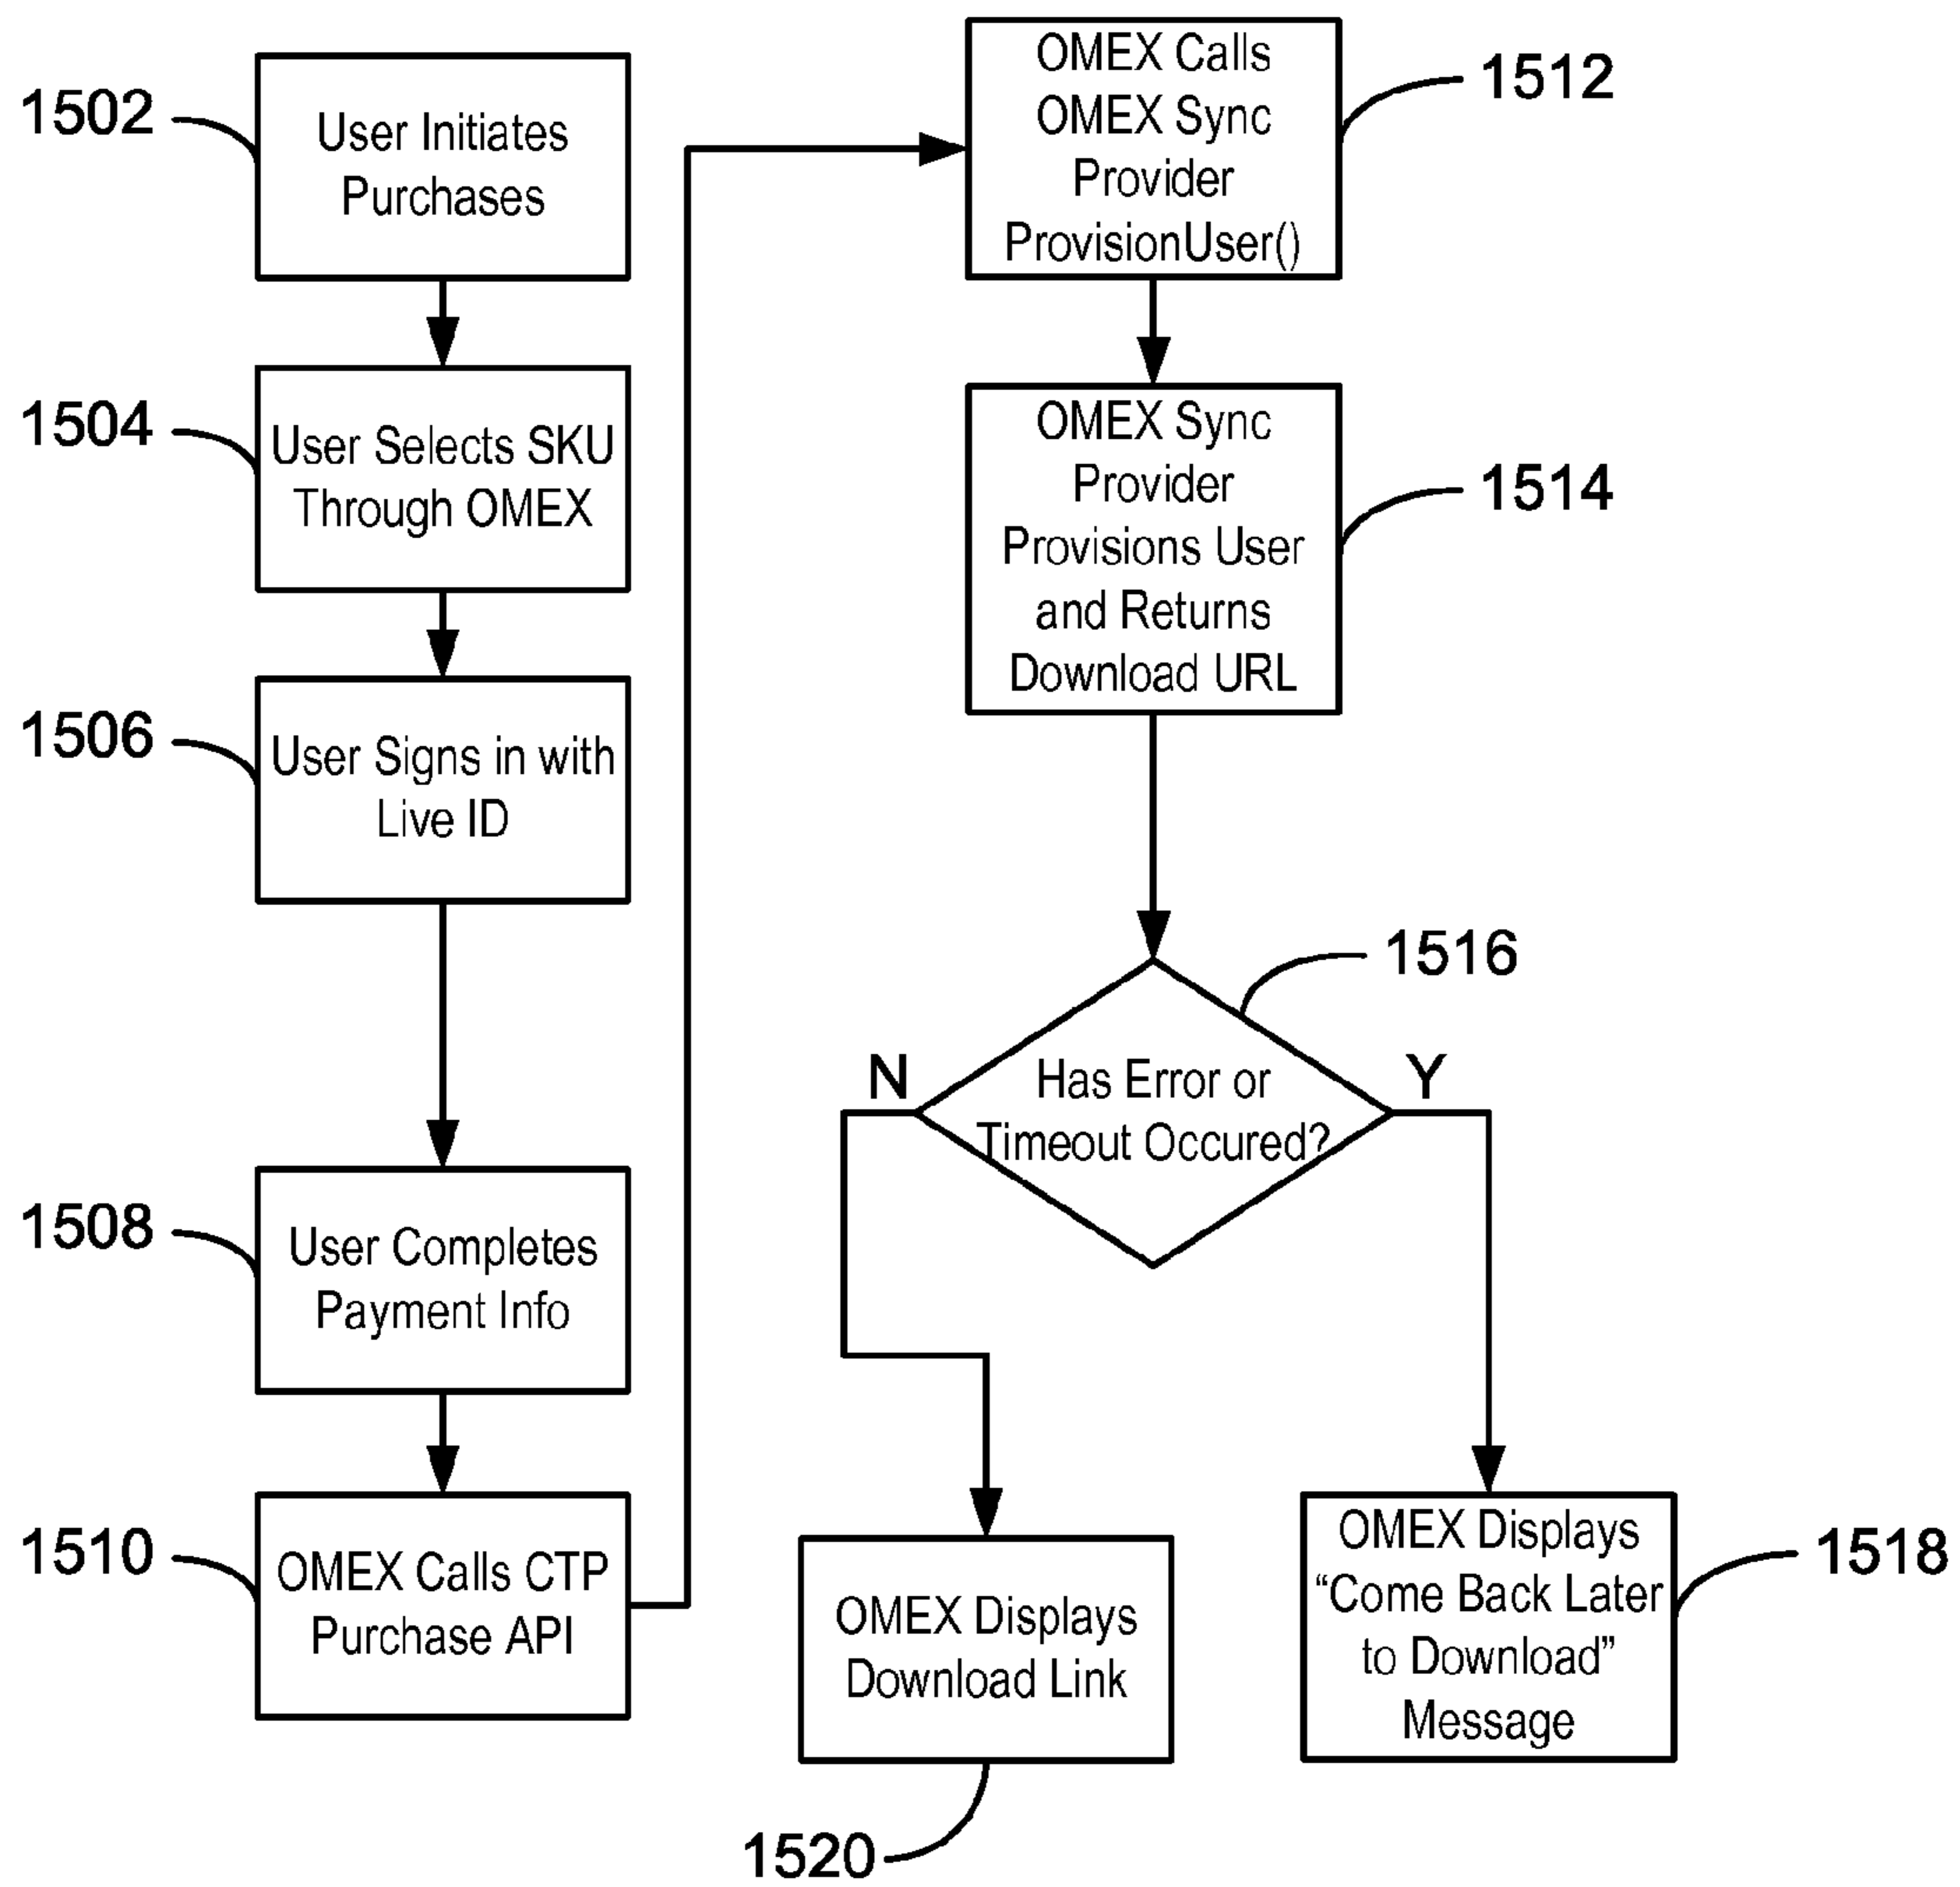 1502
User Initiates
Purchases
1504
User Selects SKU
Through OMEX
1506
User Signs in with
Live ID
1508
User Completes
Payment Info
1510
OMEX Calls CTP
Purchase API
OMEX Calls
OMEX Sync
Provider
ProvisionUser()
1512
OMEX Sync
Provider
Provisions User
and Returns
Download URL
1514
1516
N
Has Error or
Timeout Occured?
Y
OMEX Displays
Download Link
1520
OMEX Displays
“Come Back Later
to Download”
Message
1518